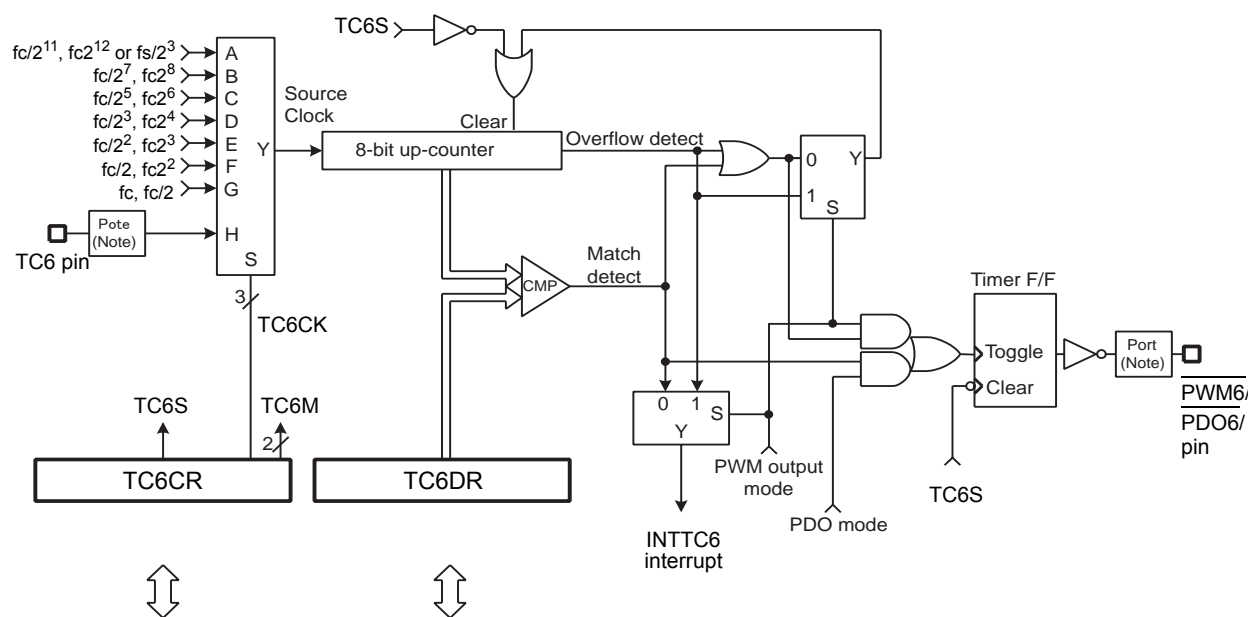 TC6S
fc/2¹¹, fc2¹² or fs/2³
fc/2⁷, fc2⁸
fc/2⁵, fc2⁶
fc/2³, fc2⁴
fc/2², fc2³
fc/2, fc2²
fc, fc/2
A
B
C
D
E
F
G
H
Y
S
Source
Clock
Clear
8-bit up-counter
Overflow detect
0
1
Y
S
Pote
(Note)
TC6 pin
3
TC6CK
CMP
Match
detect
Timer F/F
Toggle
Clear
Port
(Note)
PWM6/
PDO6/
pin
TC6S
TC6M
2
0
1
S
Y
TC6CR
TC6DR
PWM output
mode
PDO mode
TC6S
INTTC6
interrupt